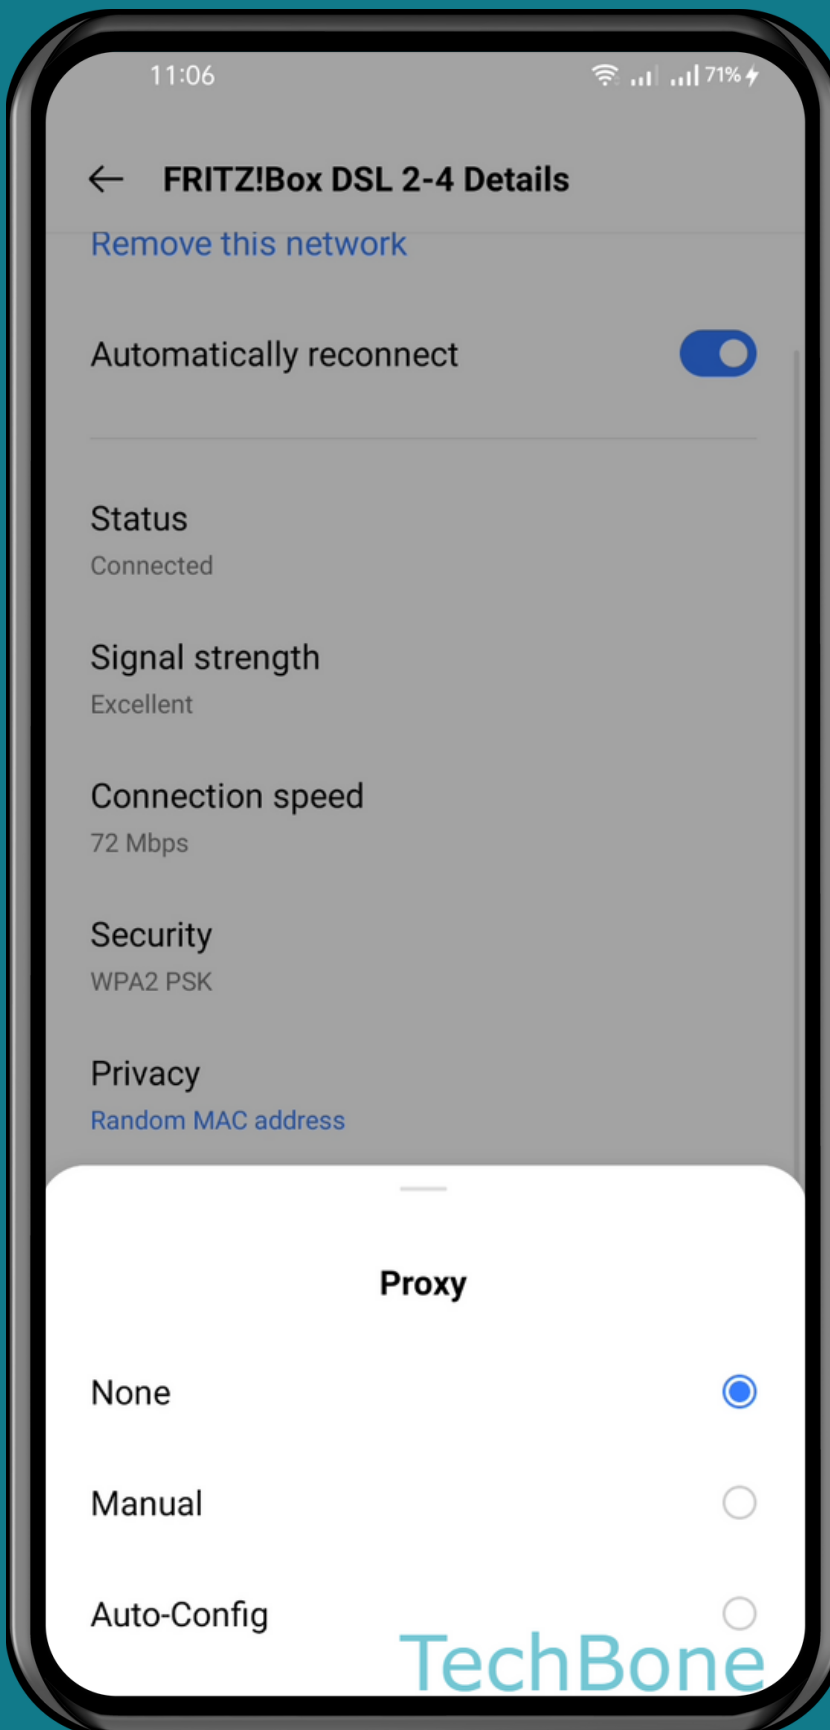 11:06
71%
FRITZ!Box DSL 2-4 Details
Remove this network
Automatically reconnect
Status
Connected
Signal strength
Excellent
Connection speed
72 Mbps
Security
WPA2 PSK
Privacy
Random MAC address
Proxy
None
Manual
Auto-Config
TechBone